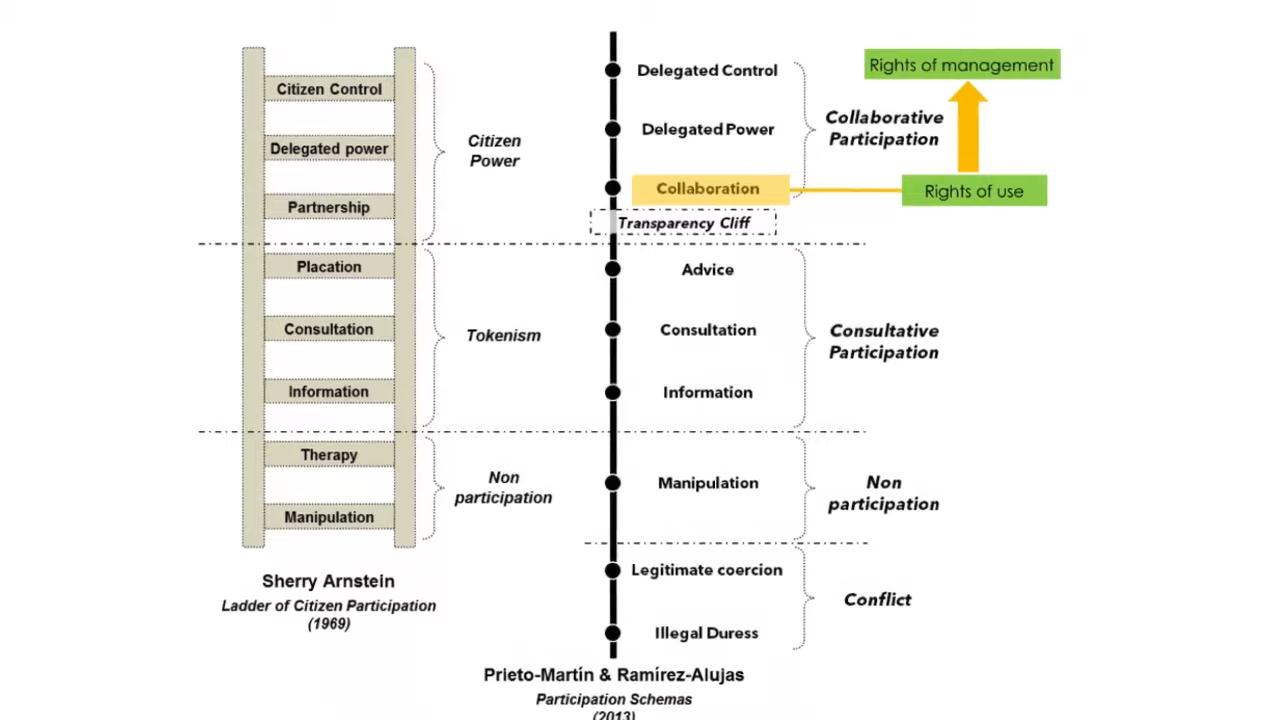 Citizen Control
Delegated power
Partnership
Placation
Consultation
Information
Therapy
Manipulation
Citizen
Power
Tokenism
Non
participation
Sherry Arnstein
Ladder of Citizen Participation
(1969)
Delegated Control
Delegated Power
Collaboration
Transparency Cliff
Advice
Consultation
Information
Manipulation
Legitimate coercion
Illegal Duress
Collaborative
Participation
Consultative
Participation
Non
participation
Conflict
Rights of management
Rights of use
Prieto-Martín & Ramírez-Alujas
Participation Schemas
(2013)